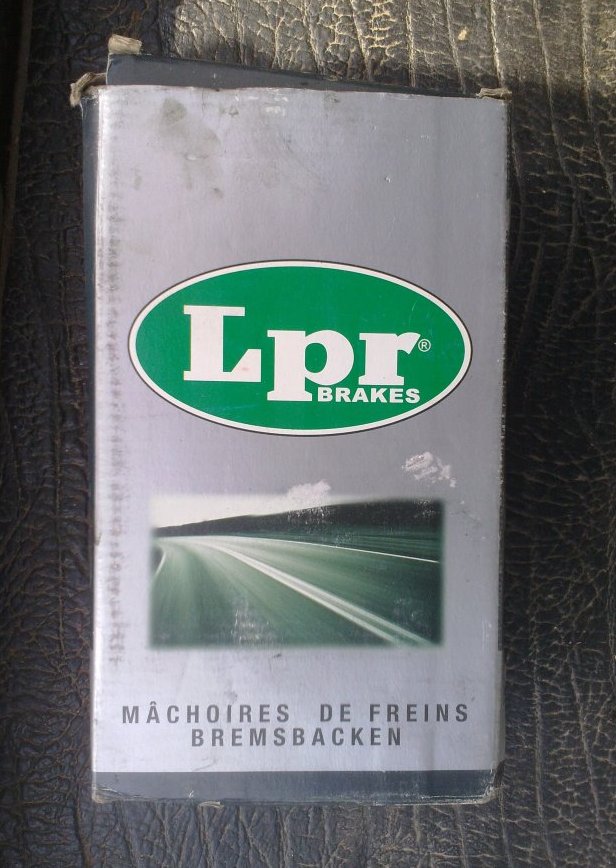 Lpr®
BRAKES
MÂCHOIRES DE FREINS
BREMSBACKEN